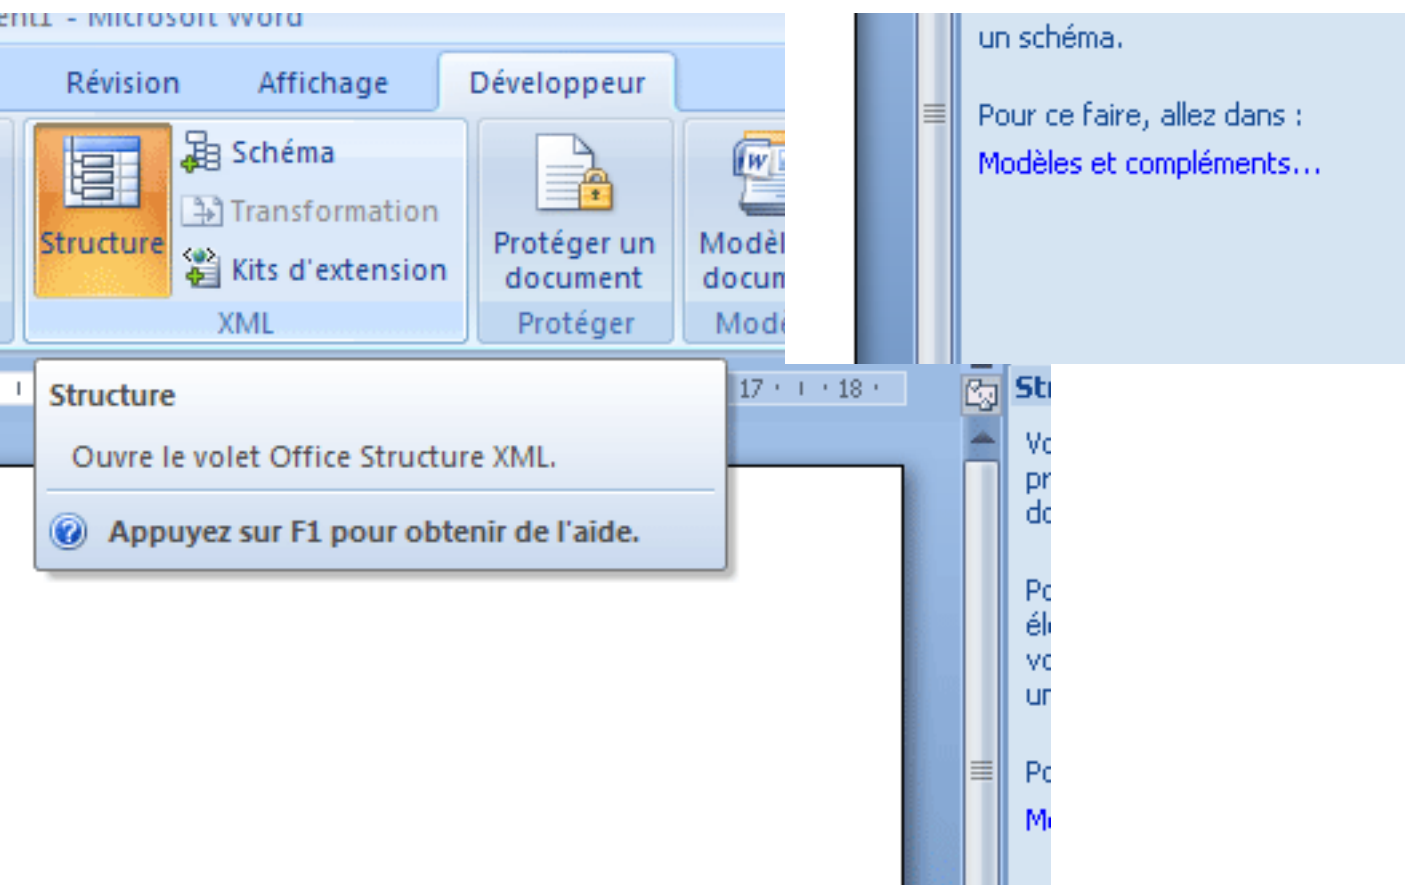 - Microsoft Word
Révision Affichage Développeur
Structure
Schéma
Transformation
Kits d'extension
XML
Protéger un
document
Protéger
un schéma.
Pour ce faire, allez dans :
Modèles et compléments...
17 18
Structure
Ouvre le volet Office Structure XML.
Appuyez sur F1 pour obtenir de l'aide.